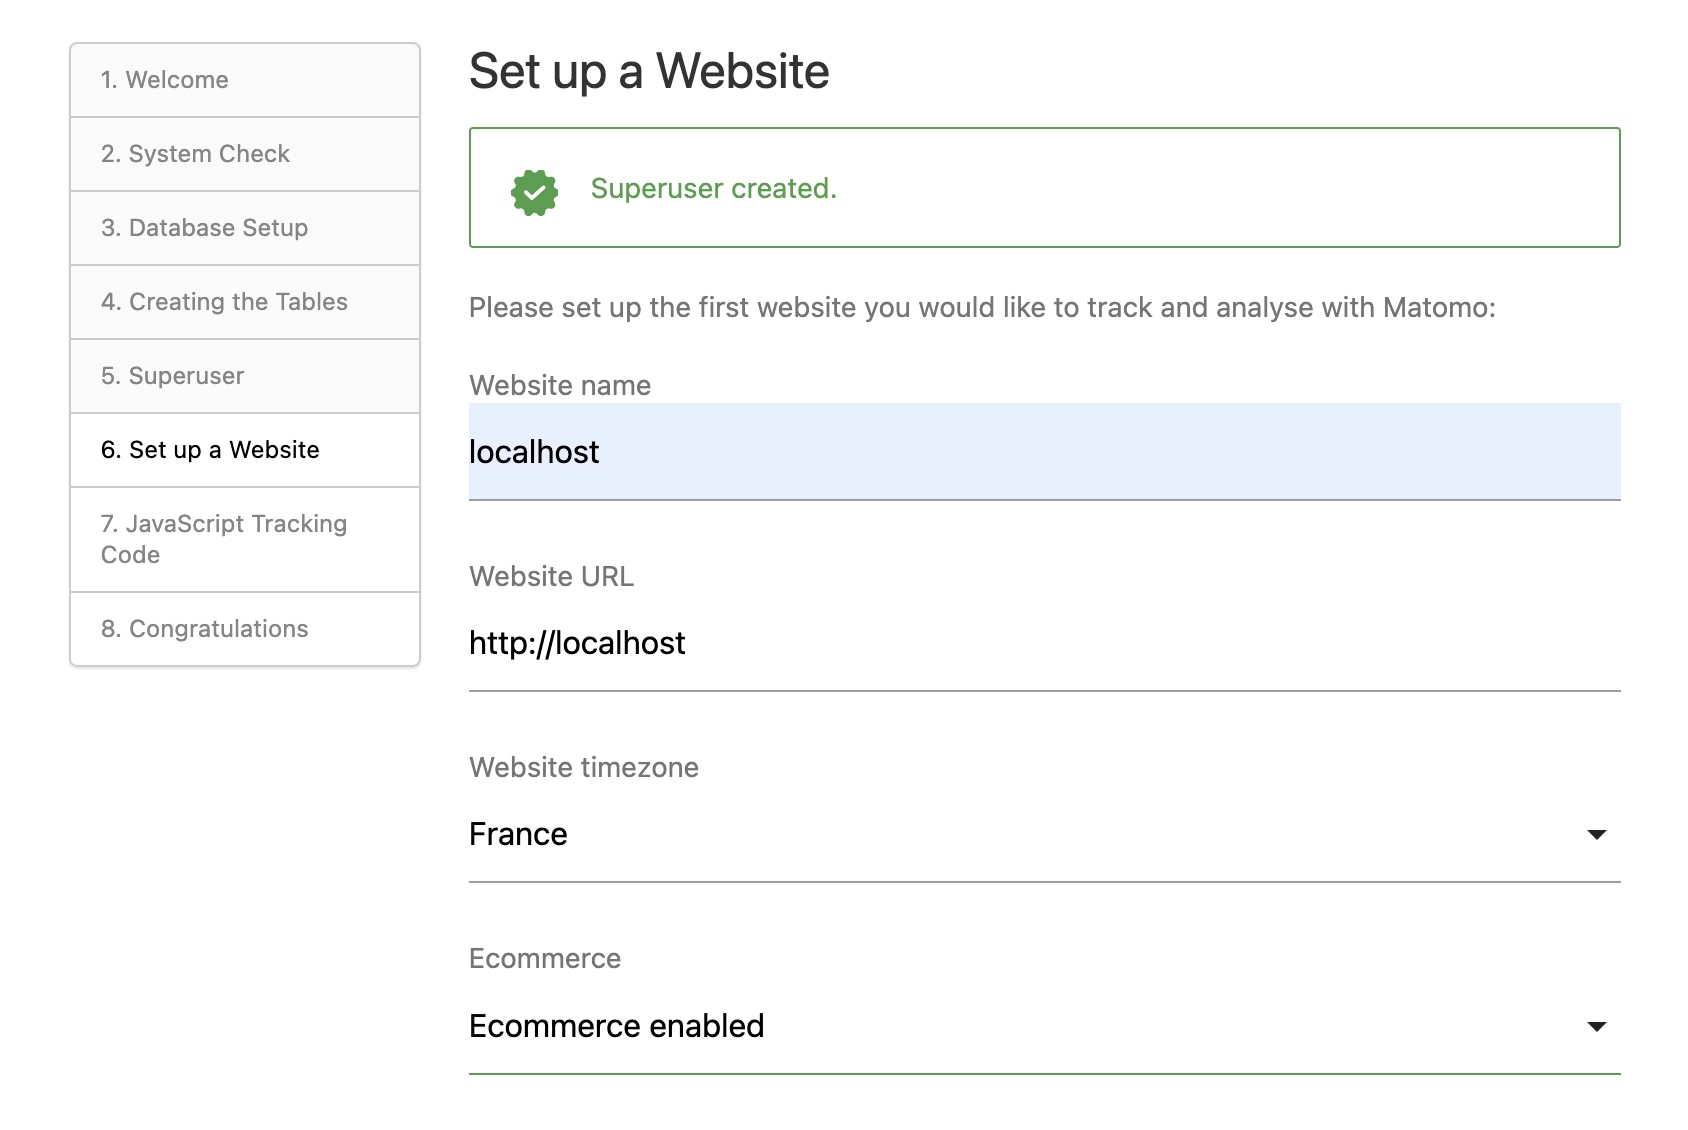 1. Welcome
2. System Check
3. Database Setup
4. Creating the Tables
5. Superuser
6. Set up a Website
7. JavaScript Tracking
Code
8. Congratulations
Set up a Website
Superuser created.
Please set up the first website you would like to track and analyse with Matomo:
Website name
localhost
Website URL
http://localhost
Website timezone
France
Ecommerce
Ecommerce enabled